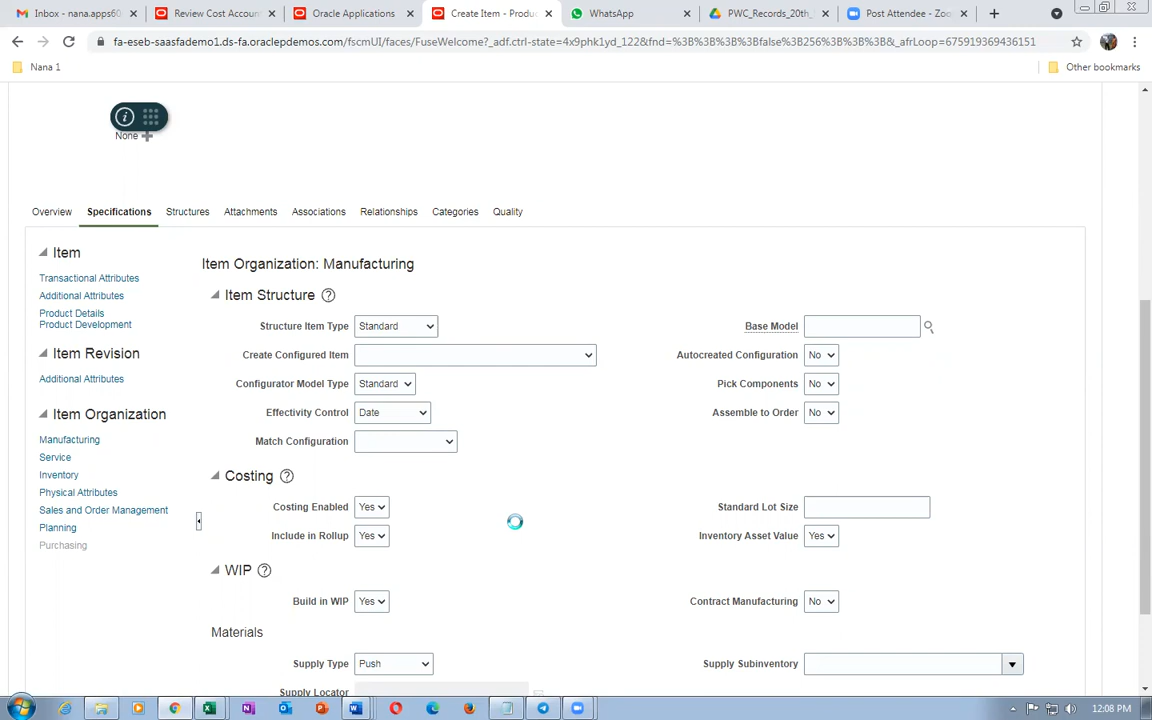 Inbox - nana.apps60
Review Cost Accoun
Oracle Applications
Create Item - Produc
WhatsApp
PWC_Records_20th_
Post Attendee - Zoo
fa-eseb-saasfademo1.ds-fa.oraclepdemos.com/fscmUI/faces/FuseWelcome?_adf.ctrl-state=4x9phk1yd_122&fnd=%3B%3B%3B%3Bfalse%3B256%3B%3B%3B&_afrLoop=675919369436151
Nana 1
Other bookmarks
None
Overview Specifications Structures Attachments Associations Relationships Categories Quality
Item
Transactional Attributes
Additional Attributes
Product Details
Product Development
Item Revision
Additional Attributes
Item Organization
Manufacturing
Service
Inventory
Physical Attributes
Sales and Order Management
Planning
Purchasing
Item Organization: Manufacturing
Item Structure
Structure Item Type Standard
Base Model
Create Configured Item
Autocreated Configuration No
Configurator Model Type Standard
Pick Components No
Effectivity Control Date
Assemble to Order No
Match Configuration
Costing
Costing Enabled Yes
Standard Lot Size
Include in Rollup Yes
Inventory Asset Value Yes
WIP
Build in WIP Yes
Contract Manufacturing No
Materials
Supply Type Push
Supply Subinventory
Supply Locator
12:08 PM